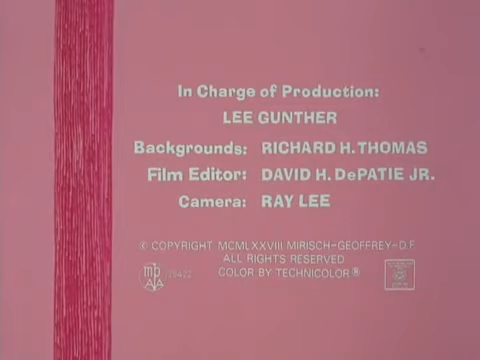 In Charge of Production:
LEE GUNTHER
Backgrounds: RICHARD H. THOMAS
Film Editor: DAVID H. DePATIE JR.
Camera: RAY LEE
© COPYRIGHT MCMLXXVIII MIRISCH-GEOFFREY-D.F.
ALL RIGHTS RESERVED
COLOR BY TECHNICOLOR®